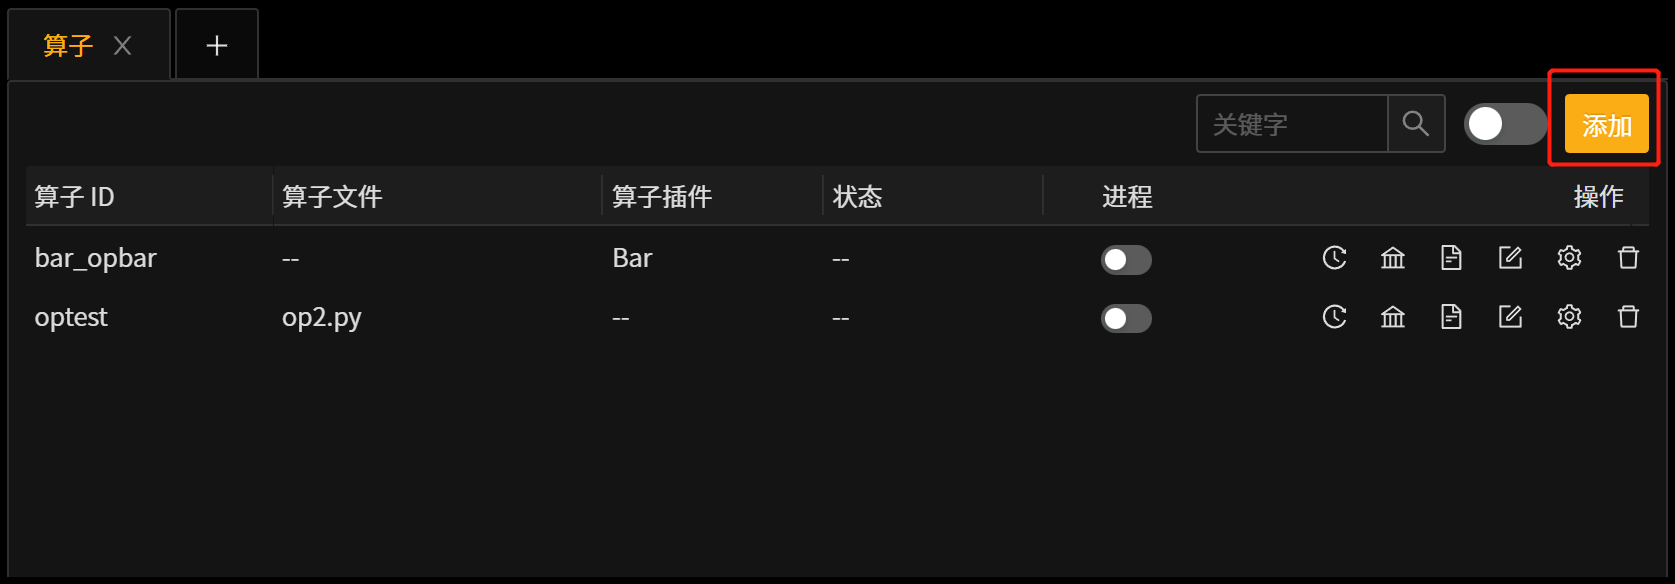 算子
关键字 添加
算子 ID 算子文件 算子插件 状态 进程 操作
bar_opbar -- Bar --
optest op2.py -- --